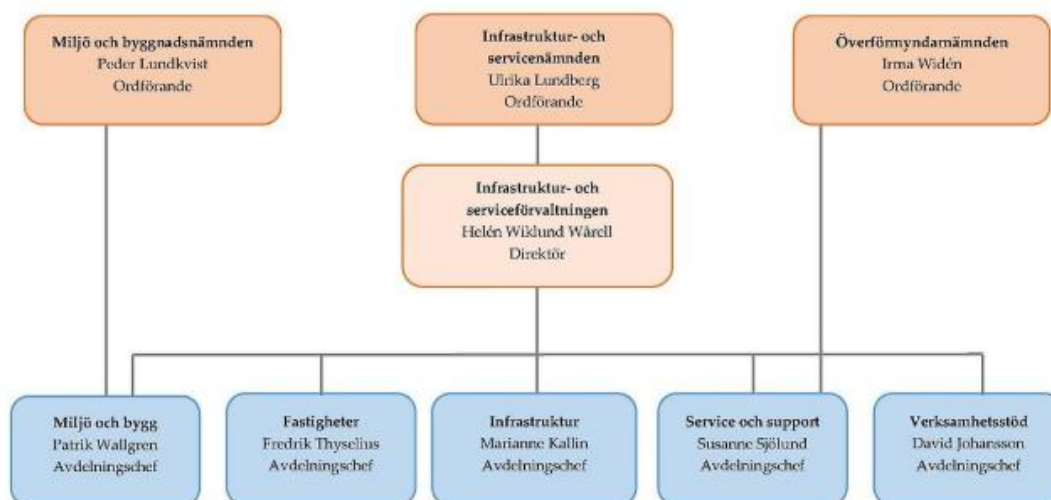 Miljö och byggnadsnämnden
Peder Lundkvist
Ordförande
Infrastruktur- och
servicenämnden
Ulrika Lundberg
Ordförande
Överförmyndarnämnden
Irma Widén
Ordförande
Infrastruktur- och
serviceförvaltningen
Helén Wiklund Wårell
Direktör
Miljö och bygg
Patrik Wallgren
Avdelningschef
Fastigheter
Fredrik Thyselius
Avdelningschef
Infrastruktur
Marianne Kallin
Avdelningschef
Service och support
Susanne Sjölund
Avdelningschef
Verksamhetsstöd
David Johansson
Avdelningschef